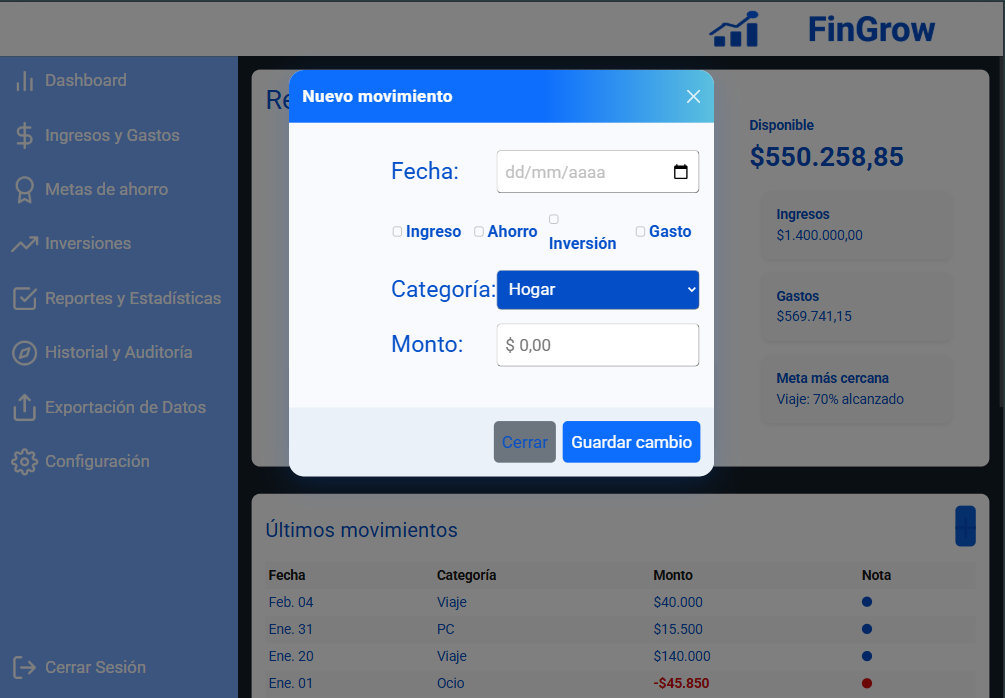 FinGrow
Dashboard
Ingresos y Gastos
Metas de ahorro
Inversiones
Reportes y Estadísticas
Historial y Auditoría
Exportación de Datos
Configuración
Cerrar Sesión
Re
Disponible
$550.258,85
Ingresos
$1.400.000,00
Gastos
$569.741,15
Meta más cercana
Viaje: 70% alcanzado
Nuevo movimiento
Fecha: dd/mm/aaaa
Ingreso Ahorro Inversión Gasto
Categoría: Hogar
Monto: $ 0,00
Cerrar Guardar cambio
Últimos movimientos
Fecha Categoría Monto Nota
Feb. 04 Viaje $40.000
Ene. 31 PC $15.500
Ene. 20 Viaje $140.000
Ene. 01 Ocio -$45.850